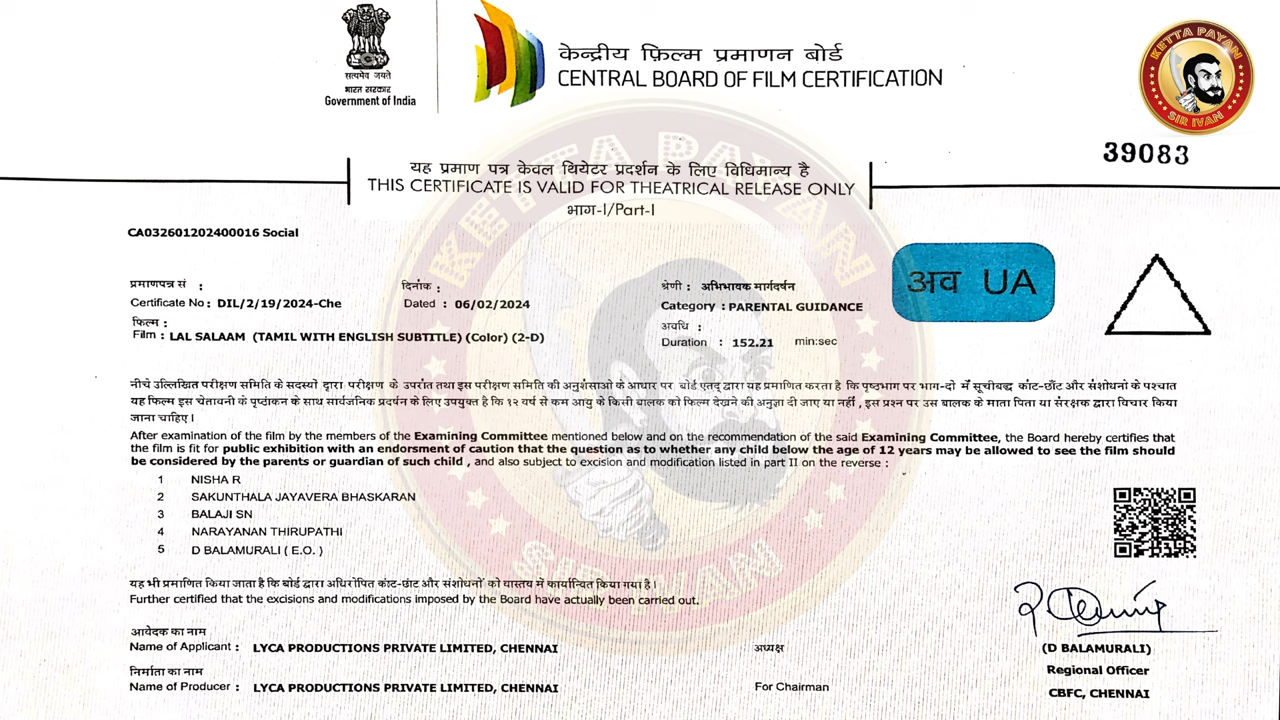 केन्द्रीय फ़िल्म प्रमाणन बोर्ड
CENTRAL BOARD OF FILM CERTIFICATION
सत्यमेव जयते
भारत सरकार
Government of India
KETTA PAYAN
SIR IVAN
39083
यह प्रमाण पत्र केवल थियेटर प्रदर्शन के लिए विधिमान्य है
THIS CERTIFICATE IS VALID FOR THEATRICAL RELEASE ONLY
भाग-I/Part-I
KETTA PAYAN
CA032601202400016 Social
अव UA
प्रमाणपत्र सं :
दिनांक :
श्रेणी : अभिभावक मार्गदर्षन
Certificate No : DIL/2/19/2024-Che
Dated : 06/02/2024
Category : PARENTAL GUIDANCE
फिल्म :
अवधि :
Film : LAL SALAAM (TAMIL WITH ENGLISH SUBTITLE) (Color) (2-D)
Duration : 152.21 min:sec
नीचे उल्लिखित परीक्षण समिति के सदस्यों द्वारा परीक्षण के उपरांत तथा इस परीक्षण समिति की अनुशंसाओ के आधार पर बोर्ड एतद् द्वारा यह प्रमाणित करता है कि पृष्ठभाग पर भाग-दो में सूचीबद्ध कांट-छाँट और संशोधनों के पश्चात
यह फिल्म इस चेतावनी के पृष्ठांकन के साथ सार्वजनिक प्रदर्षन के लिए उपयुक्त है कि १२ वर्ष से कम आयु के किसी बालक को फिल्म देखने की अनुज्ञा दी जाए या नहीं , इस प्रश्न पर उस बालक के माता पिता या संरक्षक द्वारा विचार किया
जाना चाहिए ।
After examination of the film by the members of the Examining Committee mentioned below and on the recommendation of the said Examining Committee, the Board hereby certifies that
the film is fit for public exhibition with an endorsment of caution that the question as to whether any child below the age of 12 years may be allowed to see the film should
be considered by the parents or guardian of such child , and also subject to excision and modification listed in part II on the reverse :
1 NISHA R
2 SAKUNTHALA JAYAVERA BHASKARAN
3 BALAJI SN
4 NARAYANAN THIRUPATHI
5 D BALAMURALI ( E.O. )
SIR IVAN
यह भी प्रमाणित किया जाता है कि बोर्ड द्वारा अधिरोपित कांट-छांट और संशोधनों को वास्तव में कार्यान्वित किया गया है ।
Further certified that the excisions and modifications imposed by the Board have actually been carried out.
आवेदक का नाम
Name of Applicant : LYCA PRODUCTIONS PRIVATE LIMITED, CHENNAI
अध्यक्ष
(D BALAMURALI)
निर्माता का नाम
Regional Officer
Name of Producer : LYCA PRODUCTIONS PRIVATE LIMITED, CHENNAI
For Chairman
CBFC, CHENNAI